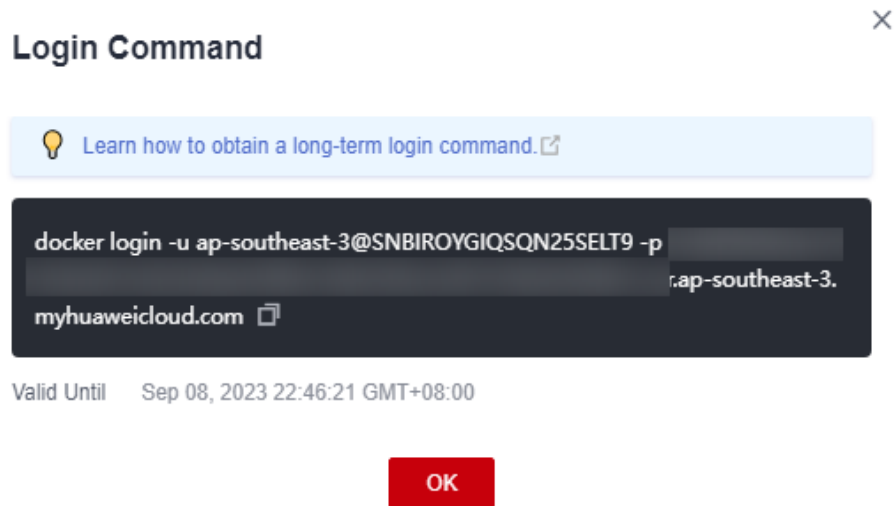 Login Command
Learn how to obtain a long-term login command.
docker login -u ap-southeast-3@SNBIROYGIQSQN25SELT9 -p
r.ap-southeast-3.
myhuaweicloud.com
Valid Until Sep 08, 2023 22:46:21 GMT+08:00
OK